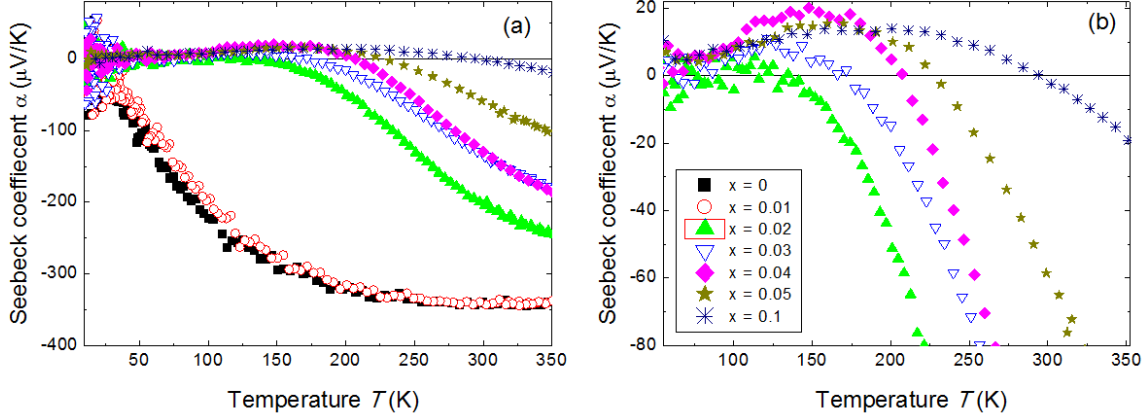 (a)
Seebeck coeffiecent α (μV/K)
0
-100
-200
-300
-400
50
100
150
200
250
300
350
Temperature T (K)
x = 0
x = 0.01
x = 0.02
x = 0.03
x = 0.04
x = 0.05
x = 0.1
(b)
Seebeck coeffiecent α (μV/K)
20
0
-20
-40
-60
-80
100
150
200
250
300
350
Temperature T (K)